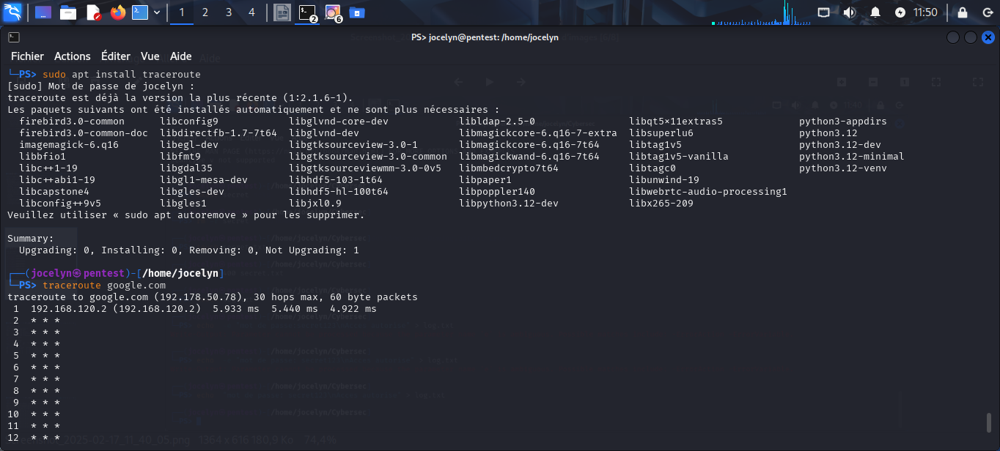 1 2 3 4 2 6 11:50
PS> jocelyn@pentest: /home/jocelyn
Fichier Actions Éditer Vue Aide
└─PS> sudo apt install traceroute
[sudo] Mot de passe de jocelyn :
traceroute est déjà la version la plus récente (1:2.1.6-1).
Les paquets suivants ont été installés automatiquement et ne sont plus nécessaires :
firebird3.0-common libconfig9 libglvnd-core-dev libldap-2.5-0 libqt5×11extras5 python3-appdirs
firebird3.0-common-doc libdirectfb-1.7-7t64 libglvnd-dev libmagickcore-6.q16-7-extra libsuperlu6 python3.12
imagemagick-6.q16 libegl-dev libgtksourceview-3.0-1 libmagickcore-6.q16-7t64 libtag1v5 python3.12-dev
libbfio1 libfmt9 libgtksourceview-3.0-common libmagickwand-6.q16-7t64 libtag1v5-vanilla python3.12-minimal
libc++1-19 libgdal35 libgtksourceviewmm-3.0-0v5 libmbedcrypto7t64 libtagc0 python3.12-venv
libc++abi1-19 libgl1-mesa-dev libhdf5-103-1t64 libpaper1 libunwind-19
libcapstone4 libgles-dev libhdf5-hl-100t64 libpoppler140 libwebrtc-audio-processing1
libconfig++9v5 libgles1 libjxl0.9 libpython3.12-dev libx265-209
Veuillez utiliser « sudo apt autoremove » pour les supprimer.
Summary:
Upgrading: 0, Installing: 0, Removing: 0, Not Upgrading: 1
┌──(jocelyn㉿pentest)-[/home/jocelyn]
└─PS> traceroute google.com
traceroute to google.com (192.178.50.78), 30 hops max, 60 byte packets
1 192.168.120.2 (192.168.120.2) 5.933 ms 5.440 ms 4.922 ms
2 * * *
3 * * *
4 * * *
5 * * *
6 * * *
7 * * *
8 * * *
9 * * *
10 * * *
11 * * *
12 * * *